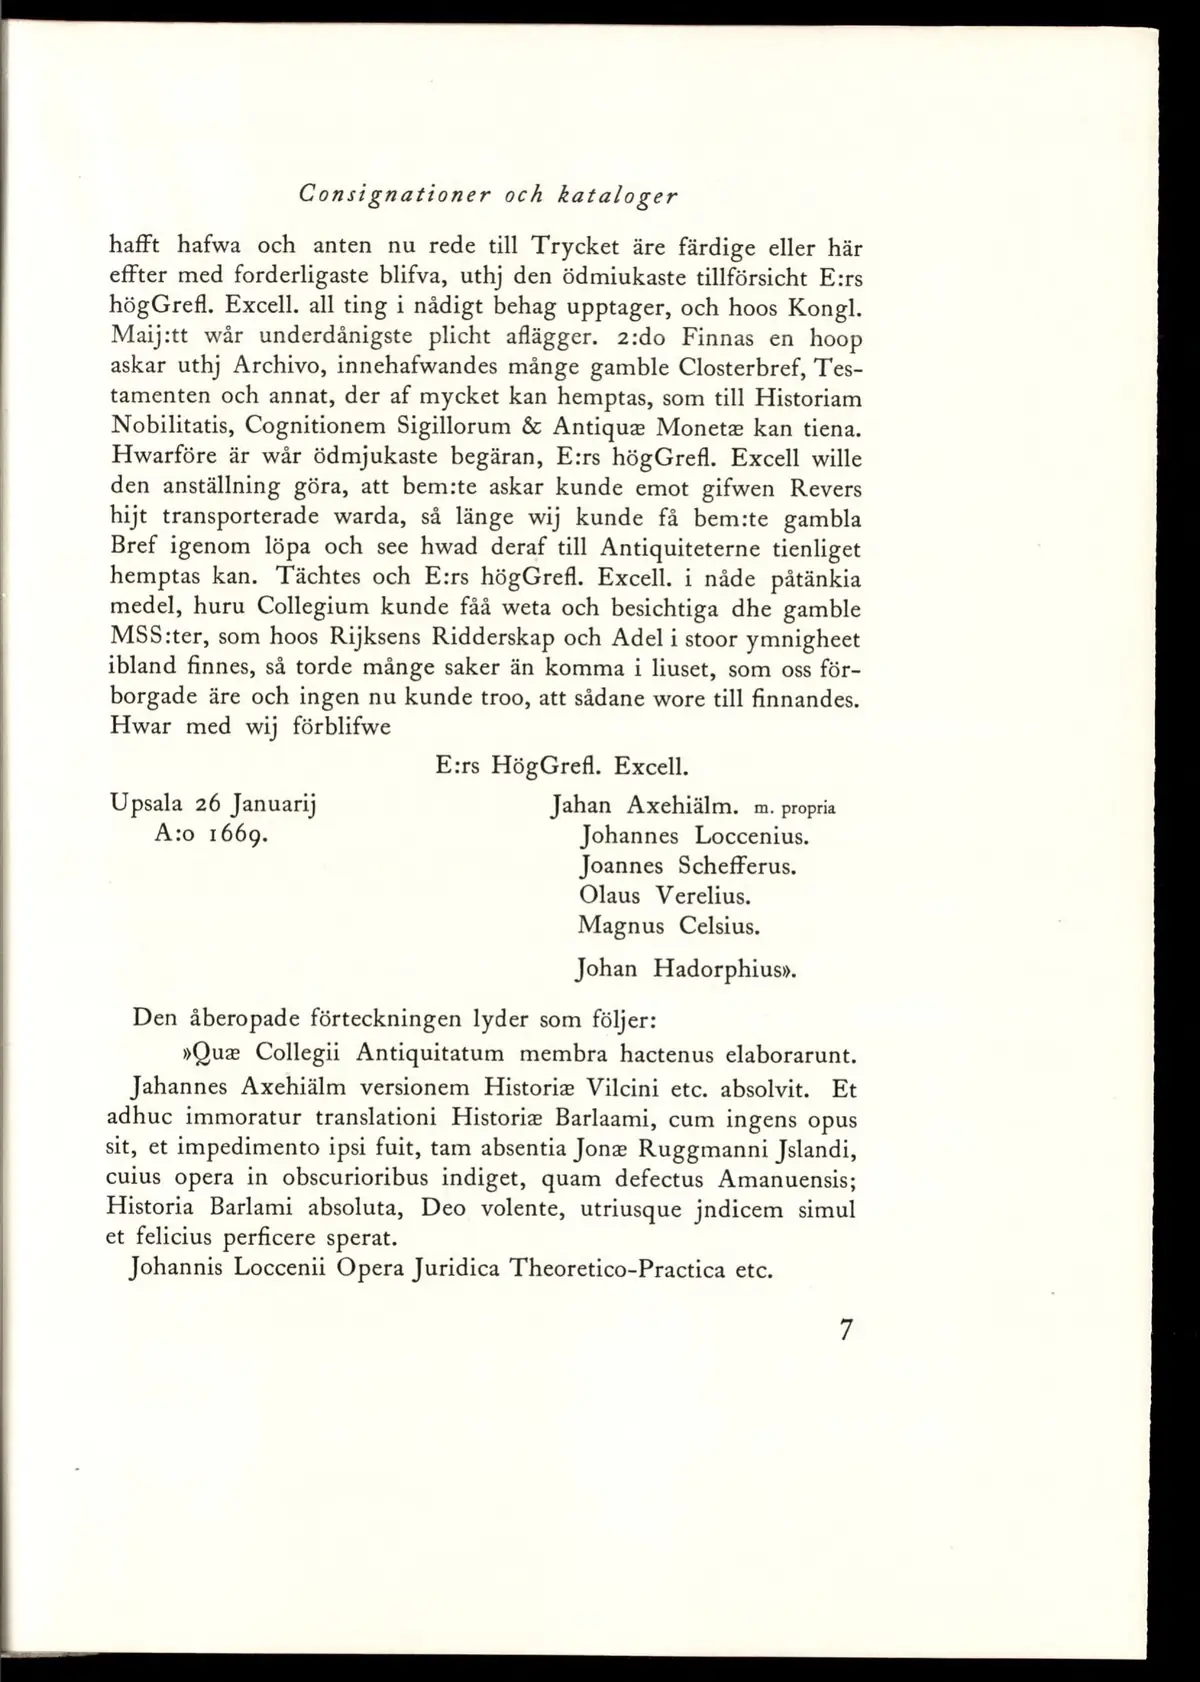 Consignationer och kataloger
hafft hafwa och anten nu rede till Trycket äre färdige eller här
effter med forderligaste blifva, uthj den ödmiukaste tillförsicht E:rs
högGrefl. Excell. all ting i nådigt behag upptager, och hoos Kongl.
Maij:tt wår underdånigste plicht aflägger. 2:do Finnas en hoop
askar uthj Archivo, innehafwandes månge gamble Closterbref, Tes-
tamenten och annat, der af mycket kan hemptas, som till Historiam
Nobilitatis, Cognitionem Sigillorum & Antiquæ Monetæ kan tiena.
Hwarföre är wår ödmjukaste begäran, E:rs högGrefl. Excell wille
den anställning göra, att bem:te askar kunde emot gifwen Revers
hijt transporterade warda, så länge wij kunde få bem:te gambla
Bref igenom löpa och see hwad deraf till Antiquiteterne tienliget
hemptas kan. Tächtes och E:rs högGrefl. Excell. i nåde påtänkia
medel, huru Collegium kunde fåå weta och besichtiga dhe gamble
MSS:ter, som hoos Rijksens Ridderskap och Adel i stoor ymnigheet
ibland finnes, så torde månge saker än komma i liuset, som oss för-
borgade äre och ingen nu kunde troo, att sådane wore till finnandes.
Hwar med wij förblifwe
E:rs HögGrefl. Excell.
Upsala 26 Januarij
A:o 1669.
Jahan Axehiälm. m. propria
Johannes Loccenius.
Joannes Schefferus.
Olaus Verelius.
Magnus Celsius.
Johan Hadorphius».
Den åberopade förteckningen lyder som följer:
»Quæ Collegii Antiquitatum membra hactenus elaborarunt.
Jahannes Axehiälm versionem Historiæ Vilcini etc. absolvit. Et
adhuc immoratur translationi Historiæ Barlaami, cum ingens opus
sit, et impedimento ipsi fuit, tam absentia Jonæ Ruggmanni Jslandi,
cuius opera in obscurioribus indiget, quam defectus Amanuensis;
Historia Barlami absoluta, Deo volente, utriusque jndicem simul
et felicius perficere sperat.
Johannis Loccenii Opera Juridica Theoretico-Practica etc.
7